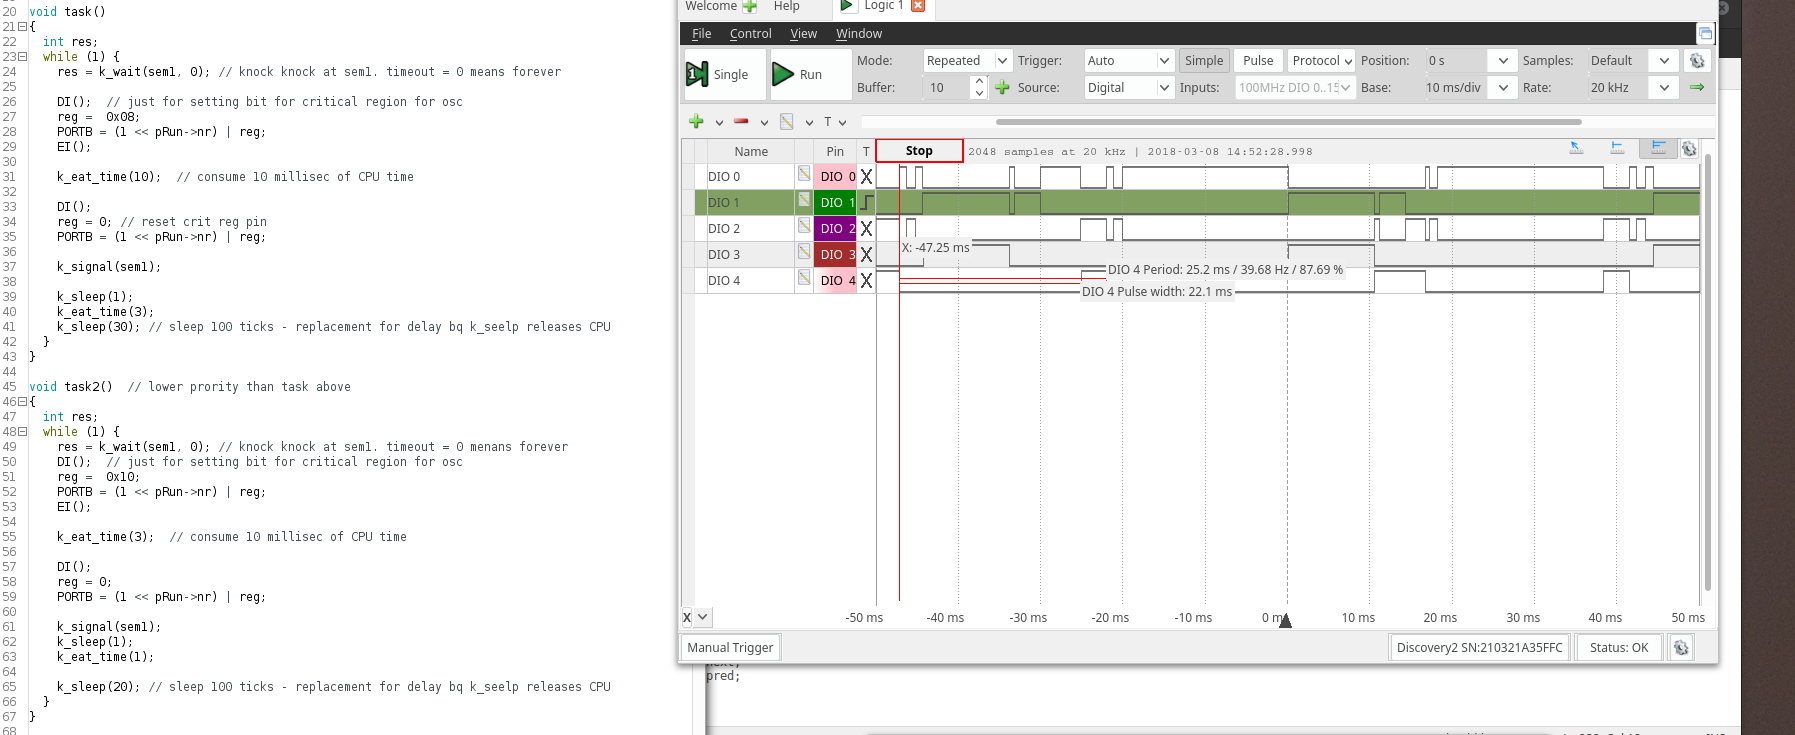 20 void task()
21 {
22 int res;
23 while (1) {
24 res = k_wait(sem1, 0); // knock knock at sem1. timeout = 0 means forever
25
26 DI(); // just for setting bit for critical region for osc
27 reg = 0x08;
28 PORTB = (1 << pRun->nr) | reg;
29 EI();
30
31 k_eat_time(10); // consume 10 millisec of CPU time
32
33 DI();
34 reg = 0; // reset crit reg pin
35 PORTB = (1 << pRun->nr) | reg;
36
37 k_signal(sem1);
38
39 k_sleep(1);
40 k_eat_time(3);
41 k_sleep(30); // sleep 100 ticks - replacement for delay bq k_seelp releases CPU
42 }
43 }
44
45 void task2() // lower prority than task above
46 {
47 int res;
48 while (1) {
49 res = k_wait(sem1, 0); // knock knock at sem1. timeout = 0 menans forever
50 DI(); // just for setting bit for critical region for osc
51 reg = 0x10;
52 PORTB = (1 << pRun->nr) | reg;
53 EI();
54
55 k_eat_time(3); // consume 10 millisec of CPU time
56
57 DI();
58 reg = 0;
59 PORTB = (1 << pRun->nr) | reg;
60
61 k_signal(sem1);
62 k_sleep(1);
63 k_eat_time(1);
64
65 k_sleep(20); // sleep 100 ticks - replacement for delay bq k_seelp releases CPU
66 }
67 }
68
Welcome Help Logic 1
File Control View Window
Single Run Mode: Repeated Trigger: Auto Simple Pulse Protocol Position: 0 s Samples: Default
Buffer: 10 Source: Digital Inputs: 100MHz DIO 0..15 Base: 10 ms/div Rate: 20 kHz
T
Name Pin T Stop 2048 samples at 20 kHz | 2018-03-08 14:52:28.998
DIO 0 DIO 0 X
DIO 1 DIO 1
DIO 2 DIO 2 X
X: -47.25 ms
DIO 3 DIO 3 X
DIO 4 Period: 25.2 ms / 39.68 Hz / 87.69 %
DIO 4 DIO 4 X
DIO 4 Pulse width: 22.1 ms
X -50 ms -40 ms -30 ms -20 ms -10 ms 0 ms 10 ms 20 ms 30 ms 40 ms 50 ms
Manual Trigger Discovery2 SN:210321A35FFC Status: OK
pred;